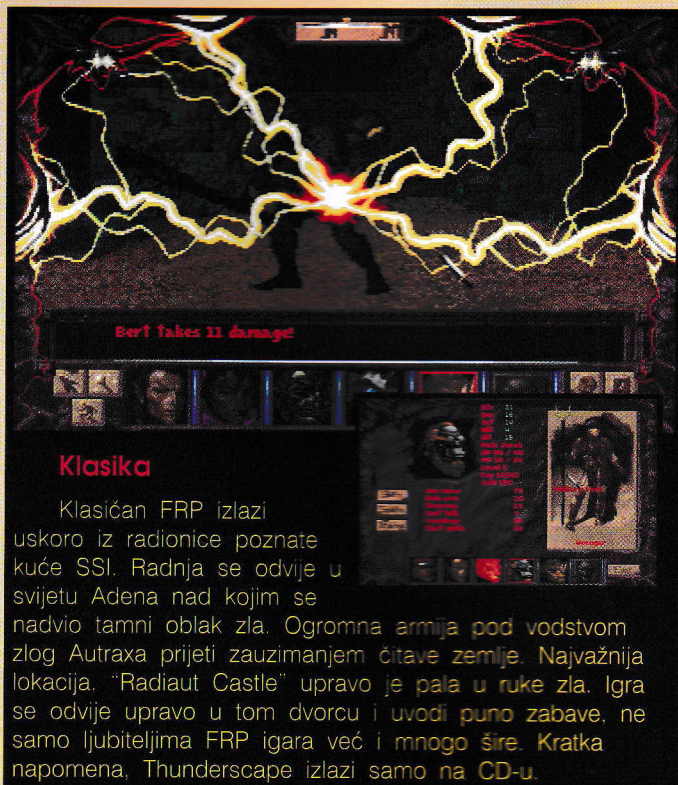 N N
Bert Takes 11 damage!
Klasika
Klasičan FRP izlazi
uskoro iz radionice poznate
kuće SSI. Radnja se odvije u
svijetu Adena nad kojim se
nadvio tamni oblak zla. Ogromna armija pod vodstvom
zlog Autraxa prijeti zauzimanjem čitave zemlje. Najvažnija
lokacija. "Radiaut Castle" upravo je pala u ruke zla. Igra
se odvije upravo u tom dvorcu i uvodi puno zabave, ne
samo ljubiteljima FRP igara već i mnogo šire. Kratka
napomena, Thunderscape izlazi samo na CD-u.